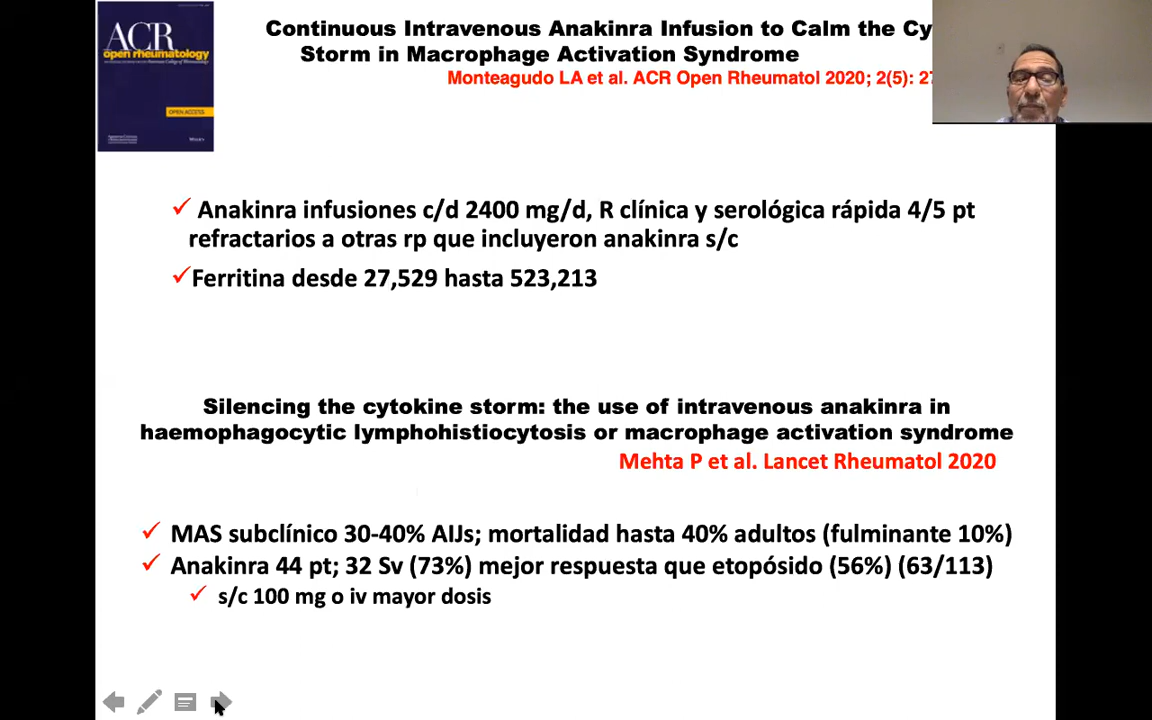 ACR
open rheumatology
OPEN ACCESS
Continuous Intravenous Anakinra Infusion to Calm the Cy
Storm in Macrophage Activation Syndrome
Monteagudo LA et al. ACR Open Rheumatol 2020; 2(5): 27
✓ Anakinra infusiones c/d 2400 mg/d, R clínica y serológica rápida 4/5 pt
refractarios a otras rp que incluyeron anakinra s/c
✓ Ferritina desde 27,529 hasta 523,213
Silencing the cytokine storm: the use of intravenous anakinra in
haemophagocytic lymphohistiocytosis or macrophage activation syndrome
Mehta P et al. Lancet Rheumatol 2020
✓ MAS subclínico 30-40% AIJs; mortalidad hasta 40% adultos (fulminante 10%)
✓ Anakinra 44 pt; 32 Sv (73%) mejor respuesta que etopósido (56%) (63/113)
✓ s/c 100 mg o iv mayor dosis